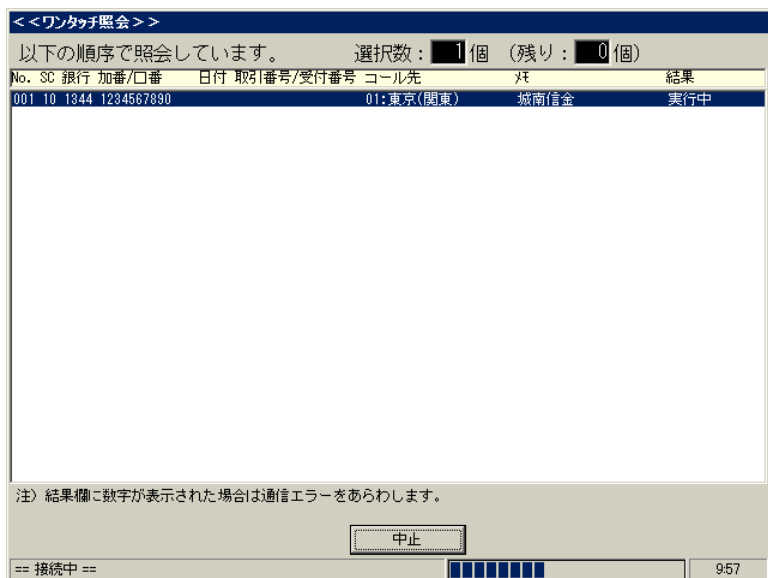 <<ワンタッチ照会>>
以下の順序で照会しています。 選択数: 1個 (残り: 0個)
No. SC 銀行 加番/口番 日付 取引番号/受付番号 コール先 メモ 結果
001 10 1344 1234567890 01:東京(関東) 城南信金 実行中
注) 結果欄に数字が表示された場合は通信エラーをあらわします。
中止
== 接続中 == 9:57